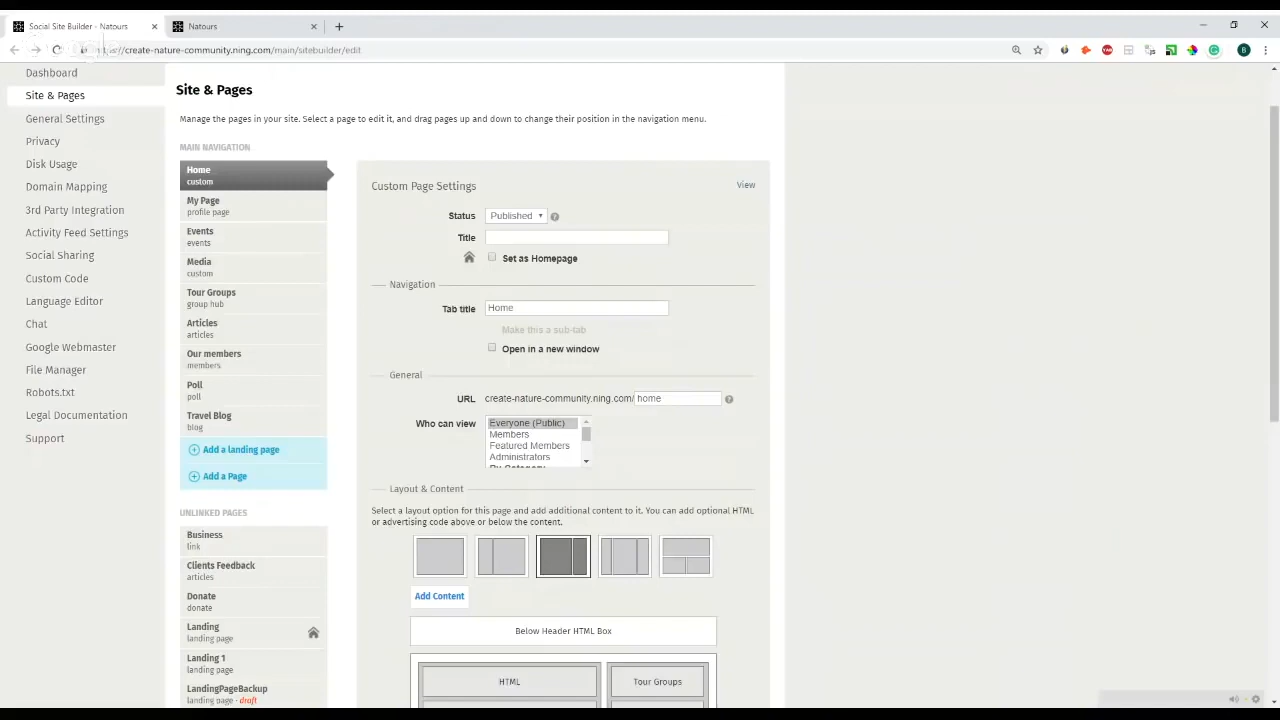 Social Site Builder - Natours
Natours
create-nature-community.ning.com/main/sitebuilder/edit
Dashboard
Site & Pages
General Settings
Privacy
Disk Usage
Domain Mapping
3rd Party Integration
Activity Feed Settings
Social Sharing
Custom Code
Language Editor
Chat
Google Webmaster
File Manager
Robots.txt
Legal Documentation
Support
Site & Pages
Manage the pages in your site. Select a page to edit it, and drag pages up and down to change their position in the navigation menu.
MAIN NAVIGATION
Home
custom
My Page
profile page
Events
events
Media
custom
Tour Groups
group hub
Articles
articles
Our members
members
Poll
poll
Travel Blog
blog
Add a landing page
Add a Page
UNLINKED PAGES
Business
link
Clients Feedback
articles
Donate
donate
Landing
landing page
Landing 1
landing page
LandingPageBackup
landing page - draft
Custom Page Settings
View
Status Published
Title
Set as Homepage
Navigation
Tab title Home
Make this a sub-tab
Open in a new window
General
URL create-nature-community.ning.com/ home
Who can view Everyone (Public)
Members
Featured Members
Administrators
By Category
Layout & Content
Select a layout option for this page and add additional content to it. You can add optional HTML
or advertising code above or below the content.
Add Content
Below Header HTML Box
HTML
Tour Groups